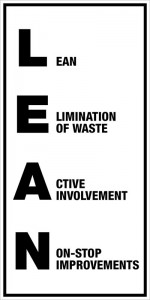 LEAN
ELIMINATION
OF WASTE
ACTIVE
INVOLVEMENT
NON-STOP
IMPROVEMENTS